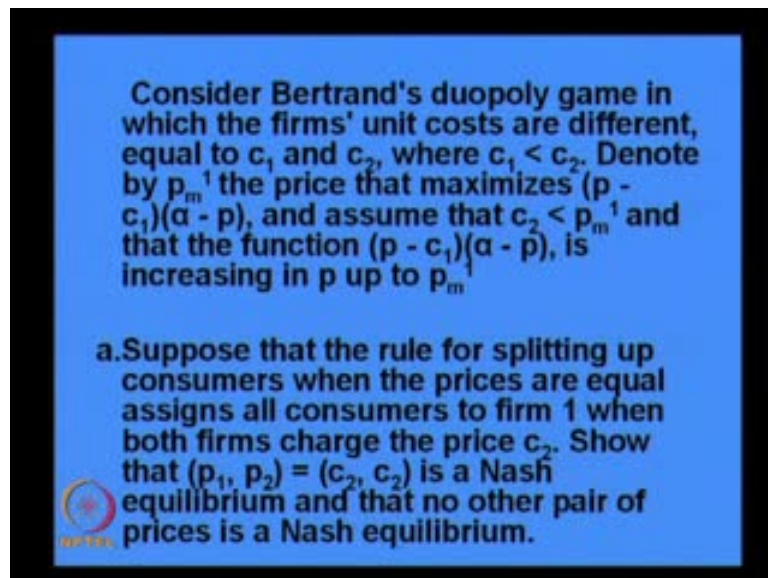 Consider Bertrand's duopoly game in
which the firms' unit costs are different,
equal to c₁ and c₂, where c₁ < c₂. Denote
by pₘ¹ the price that maximizes (p -
c₁)(α - p), and assume that c₂ < pₘ¹ and
that the function (p - c₁)(α - p), is
increasing in p up to pₘ¹
a.Suppose that the rule for splitting up
consumers when the prices are equal
assigns all consumers to firm 1 when
both firms charge the price c₂. Show
that (p₁, p₂) = (c₂, c₂) is a Nash
equilibrium and that no other pair of
prices is a Nash equilibrium.
NPTEL